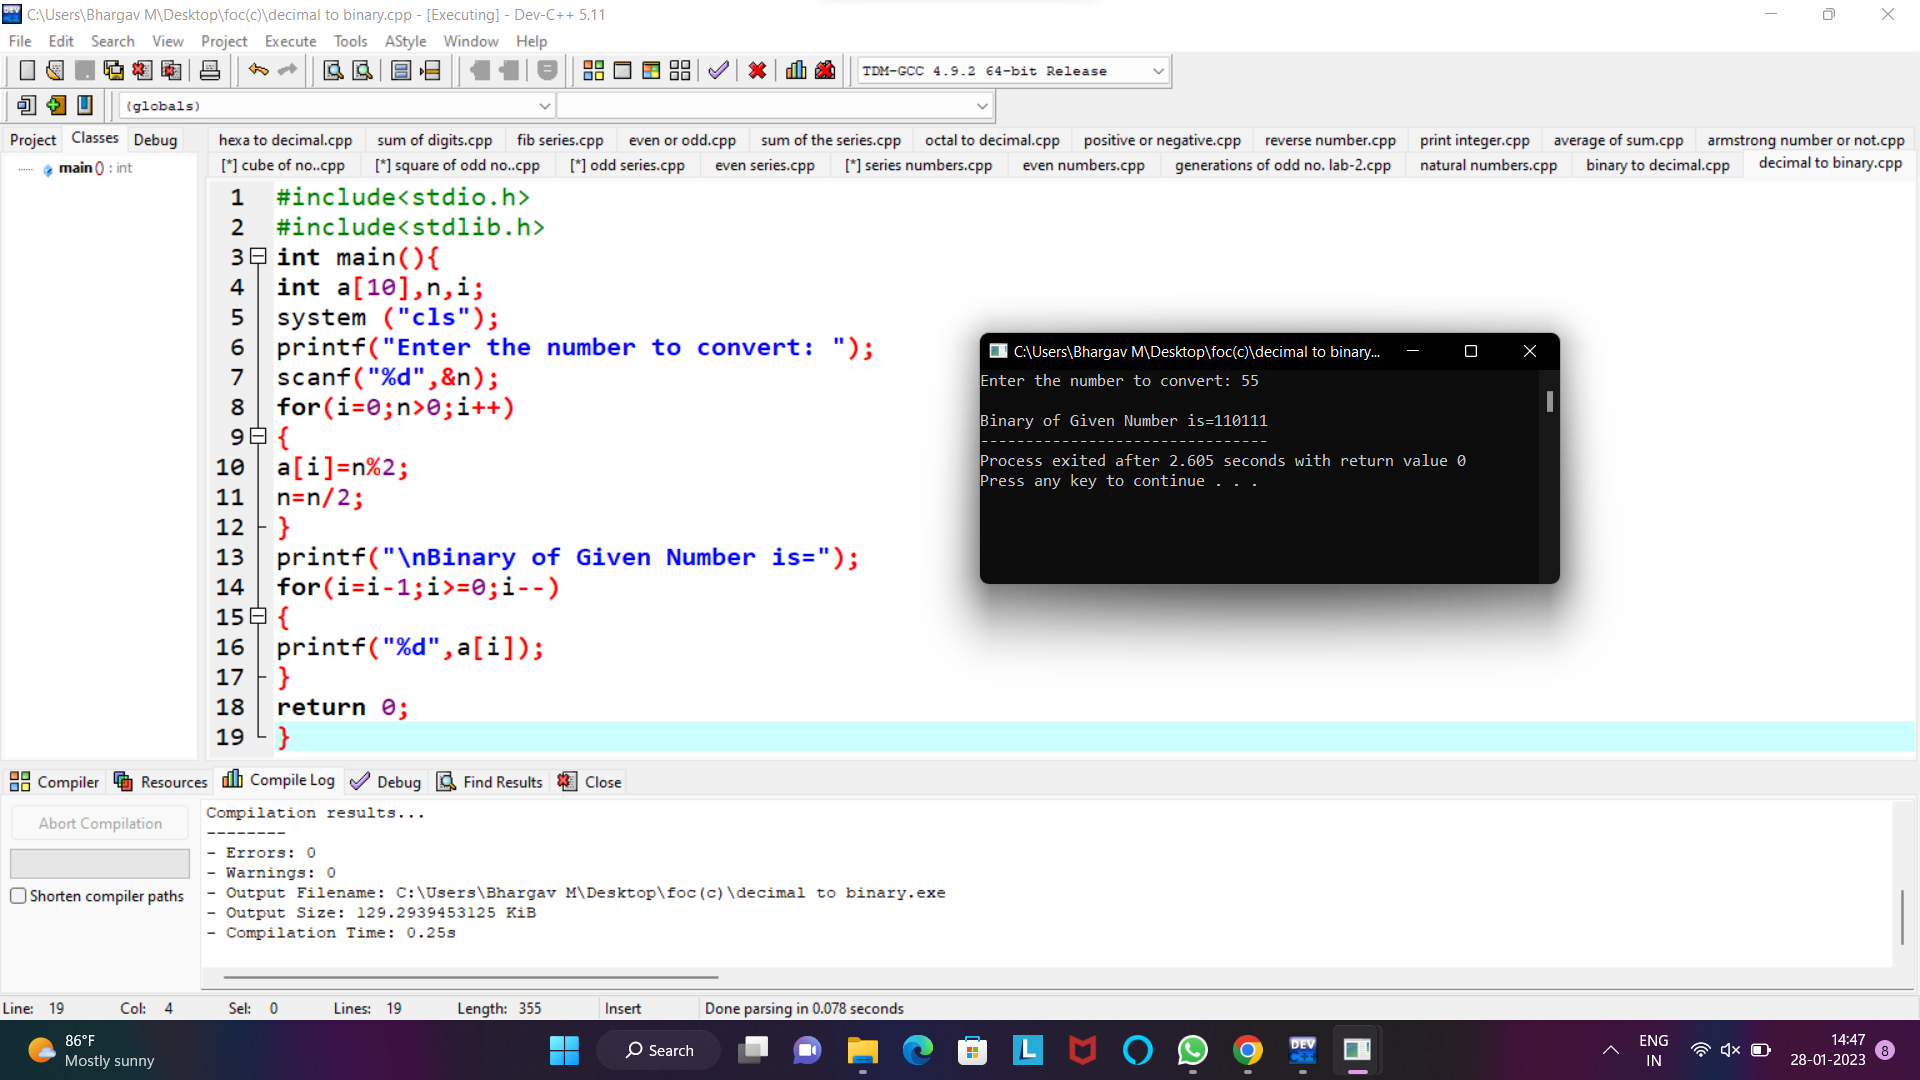 C:\Users\Bhargav M\Desktop\foc(c)\decimal to binary.cpp - [Executing] - Dev-C++ 5.11
File Edit Search View Project Execute Tools AStyle Window Help
TDM-GCC 4.9.2 64-bit Release
(globals)
Project Classes Debug
hexa to decimal.cpp sum of digits.cpp fib series.cpp even or odd.cpp sum of the series.cpp octal to decimal.cpp positive or negative.cpp reverse number.cpp print integer.cpp average of sum.cpp armstrong number or not.cpp
[*] cube of no..cpp [*] square of odd no..cpp [*] odd series.cpp even series.cpp [*] series numbers.cpp even numbers.cpp generations of odd no. lab-2.cpp natural numbers.cpp binary to decimal.cpp decimal to binary.cpp
main () : int
1 #include<stdio.h>
2 #include<stdlib.h>
3 int main(){
4 int a[10],n,i;
5 system ("cls");
6 printf("Enter the number to convert: ");
7 scanf("%d",&n);
8 for(i=0;n>0;i++)
9 {
10 a[i]=n%2;
11 n=n/2;
12 }
13 printf("\nBinary of Given Number is=");
14 for(i=i-1;i>=0;i--)
15 {
16 printf("%d",a[i]);
17 }
18 return 0;
19 }
C:\Users\Bhargav M\Desktop\foc(c)\decimal to binary...
Enter the number to convert: 55
Binary of Given Number is=110111
--------------------------------
Process exited after 2.605 seconds with return value 0
Press any key to continue . . .
Compiler Resources Compile Log Debug Find Results Close
Abort Compilation
Shorten compiler paths
Compilation results...
--------
- Errors: 0
- Warnings: 0
- Output Filename: C:\Users\Bhargav M\Desktop\foc(c)\decimal to binary.exe
- Output Size: 129.2939453125 KiB
- Compilation Time: 0.25s
Line: 19 Col: 4 Sel: 0 Lines: 19 Length: 355 Insert Done parsing in 0.078 seconds
86°F
Mostly sunny
Search
DEV
L
ENG
IN
14:47
28-01-2023
8